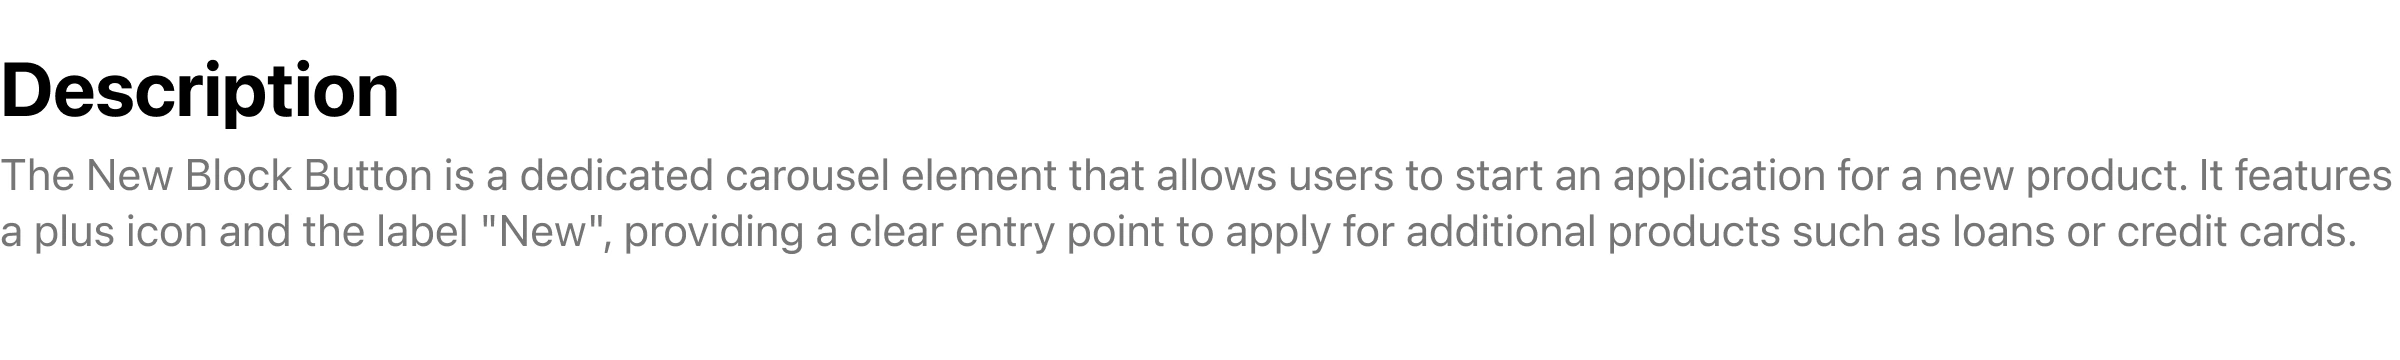 Description
The New Block Button is a dedicated carousel element that allows users to start an application for a new product. It features
a plus icon and the label "New", providing a clear entry point to apply for additional products such as loans or credit cards.